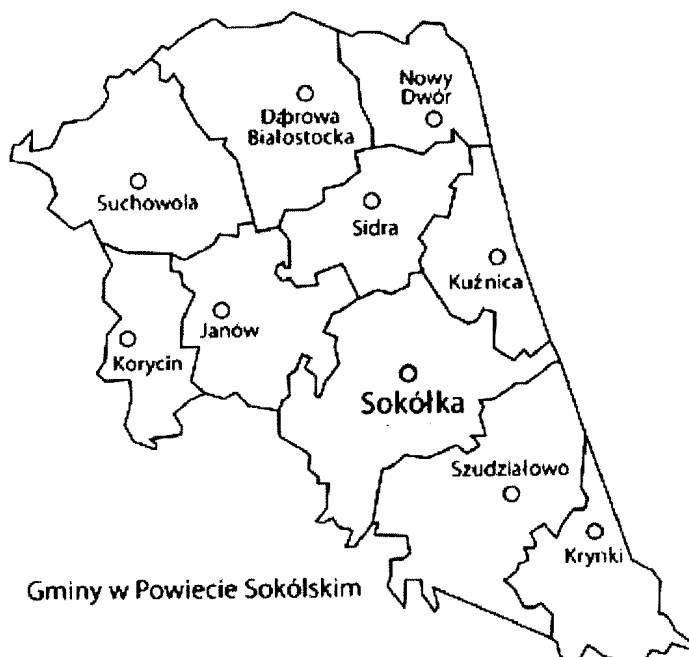 Nowy
Dwór
Dąbrowa
Białostocka
Suchowola
Sidra
Kuźnica
Janów
Korycin
Sokółka
Szudziałowo
Krynki
Gminy w Powiecie Sokólskim